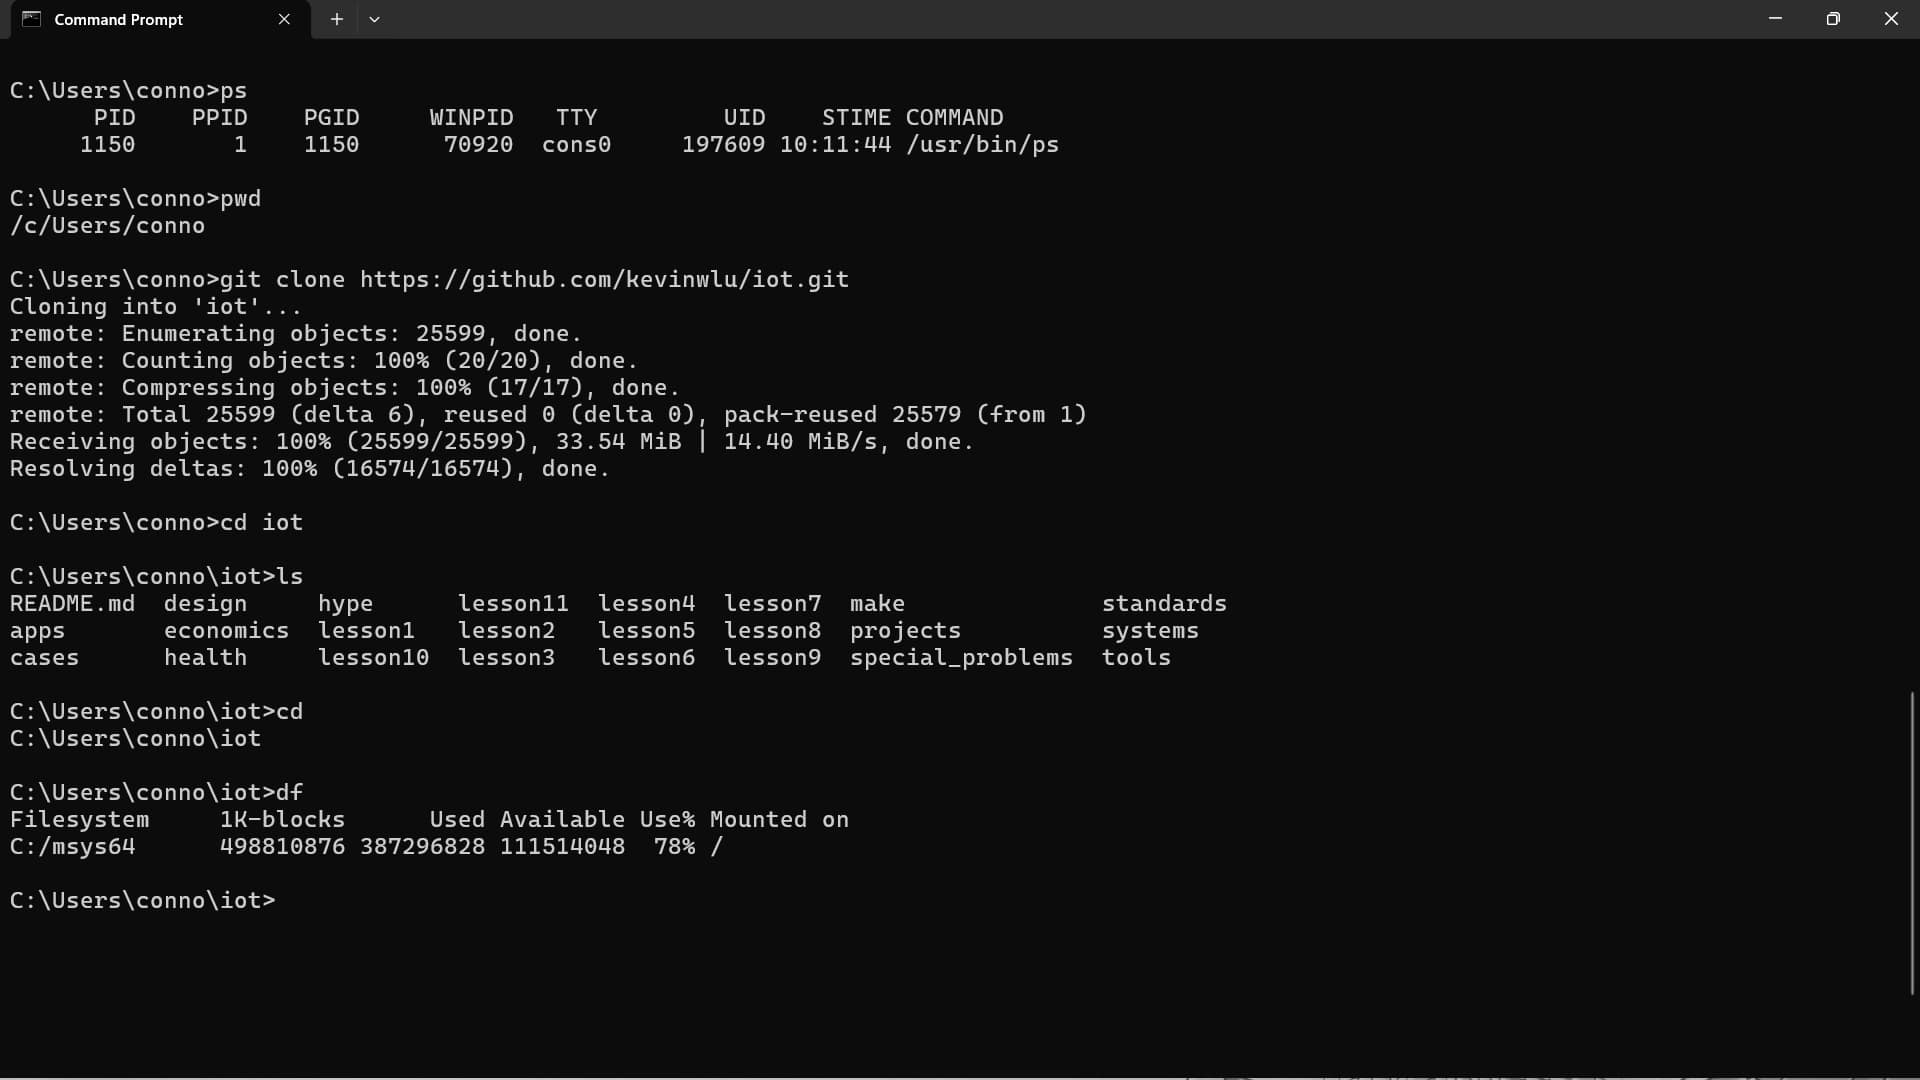 Command Prompt
C:\Users\conno>ps
      PID    PPID    PGID     WINPID   TTY         UID    STIME COMMAND
     1150       1    1150      70920  cons0     197609 10:11:44 /usr/bin/ps
C:\Users\conno>pwd
/c/Users/conno
C:\Users\conno>git clone https://github.com/kevinwlu/iot.git
Cloning into 'iot'...
remote: Enumerating objects: 25599, done.
remote: Counting objects: 100% (20/20), done.
remote: Compressing objects: 100% (17/17), done.
remote: Total 25599 (delta 6), reused 0 (delta 0), pack-reused 25579 (from 1)
Receiving objects: 100% (25599/25599), 33.54 MiB | 14.40 MiB/s, done.
Resolving deltas: 100% (16574/16574), done.
C:\Users\conno>cd iot
C:\Users\conno\iot>ls
README.md  design     hype      lesson11  lesson4  lesson7  make              standards
apps       economics  lesson1   lesson2   lesson5  lesson8  projects          systems
cases      health     lesson10  lesson3   lesson6  lesson9  special_problems  tools
C:\Users\conno\iot>cd
C:\Users\conno\iot
C:\Users\conno\iot>df
Filesystem     1K-blocks      Used Available Use% Mounted on
C:/msys64      498810876 387296828 111514048  78% /
C:\Users\conno\iot>